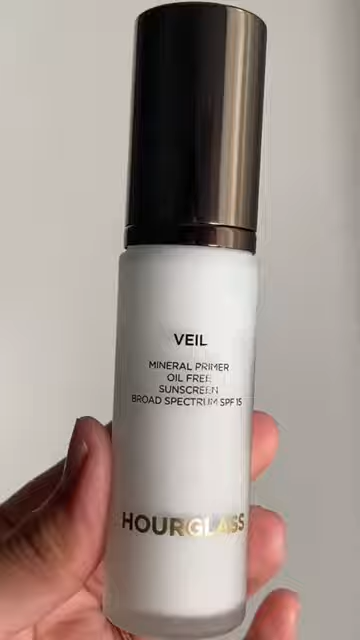 VEIL
MINERAL PRIMER
OIL FREE
SUNSCREEN
BROAD SPECTRUM SPF 15
HOURGLASS